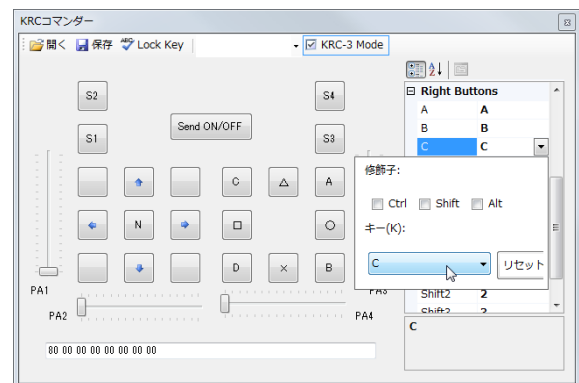 KRCコマンダー
開く 保存 ABC Lock Key KRC-3 Mode
Right Buttons
A A
B B
C C
修飾子:
Ctrl Shift Alt
キー(K):
C リセット
Shift2 2
S2 S4
Send ON/OFF
S1 S3
C △ A
N □ ○
D × B
PA1
PA2 PA4
C
80 00 00 00 00 00 00 00